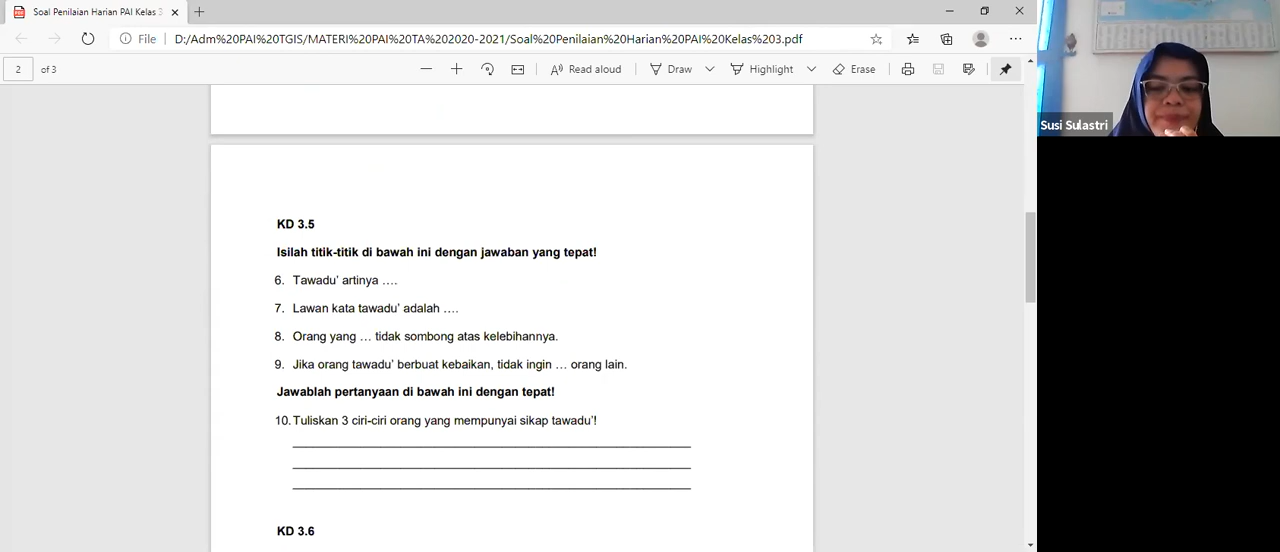 Soal Penilaian Harian PAI Kelas 3
File D:/Adm%20PAI%20TGIS/MATERI%20PAI%20TA%202020-2021/Soal%20Penilaian%20Harian%20PAI%20Kelas%203.pdf
2 of 3 Read aloud Draw Highlight Erase
Susi Sulastri
KD 3.5
Isilah titik-titik di bawah ini dengan jawaban yang tepat!
6. Tawadu’ artinya ….
7. Lawan kata tawadu’ adalah ….
8. Orang yang … tidak sombong atas kelebihannya.
9. Jika orang tawadu’ berbuat kebaikan, tidak ingin … orang lain.
Jawablah pertanyaan di bawah ini dengan tepat!
10. Tuliskan 3 ciri-ciri orang yang mempunyai sikap tawadu’!
KD 3.6